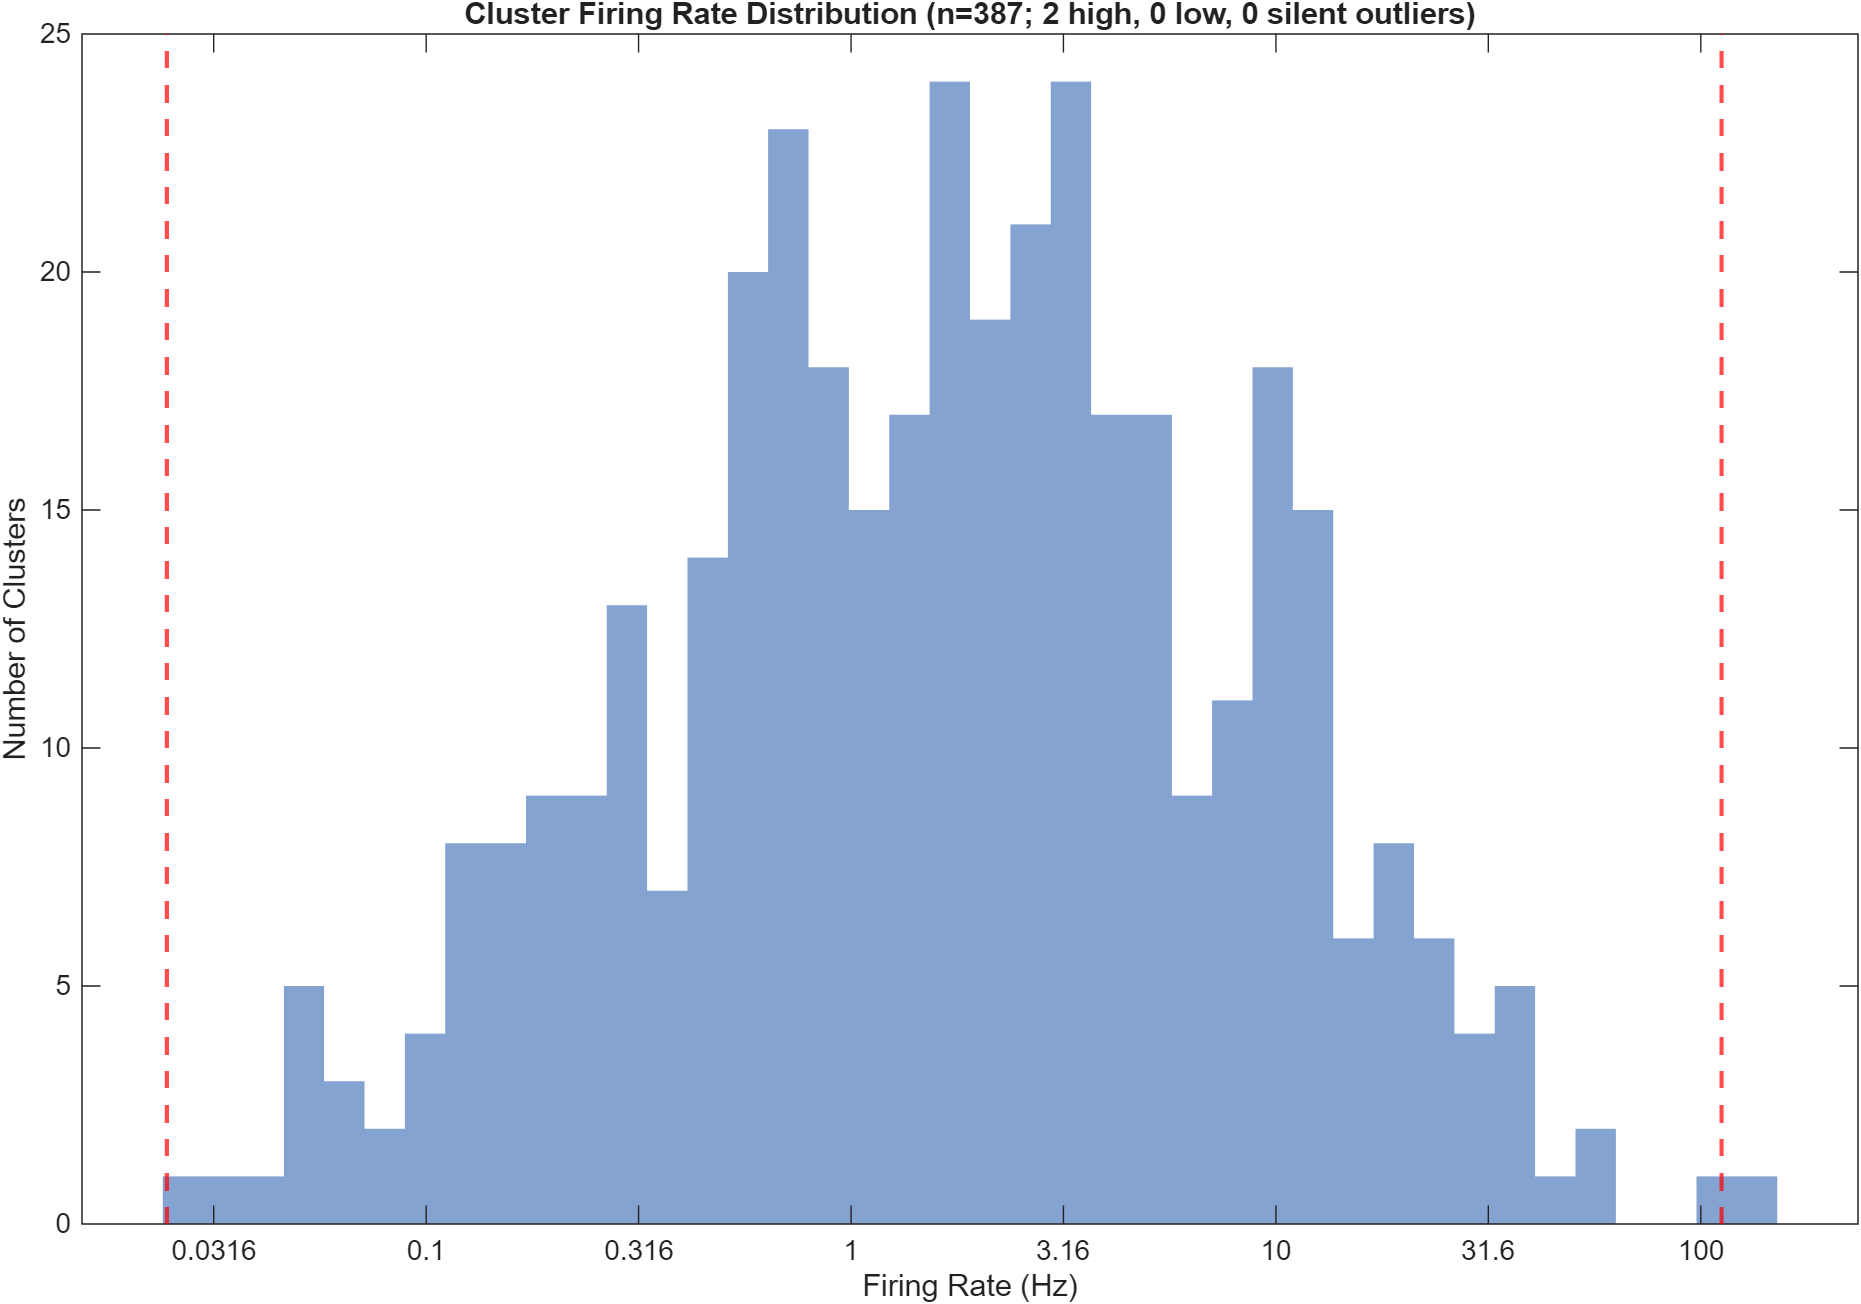 Cluster Firing Rate Distribution (n=387; 2 high, 0 low, 0 silent outliers)
25
20
15
10
5
0
Number of Clusters
0.0316 0.1 0.316 1 3.16 10 31.6 100
Firing Rate (Hz)